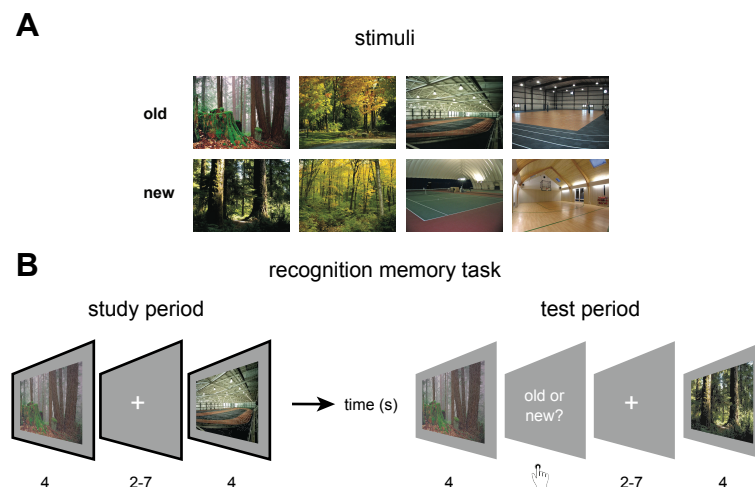 A
stimuli
old
new
B
recognition memory task
study period
test period
+
time (s)
old or
new?
+
4
2-7
4
4
2-7
4